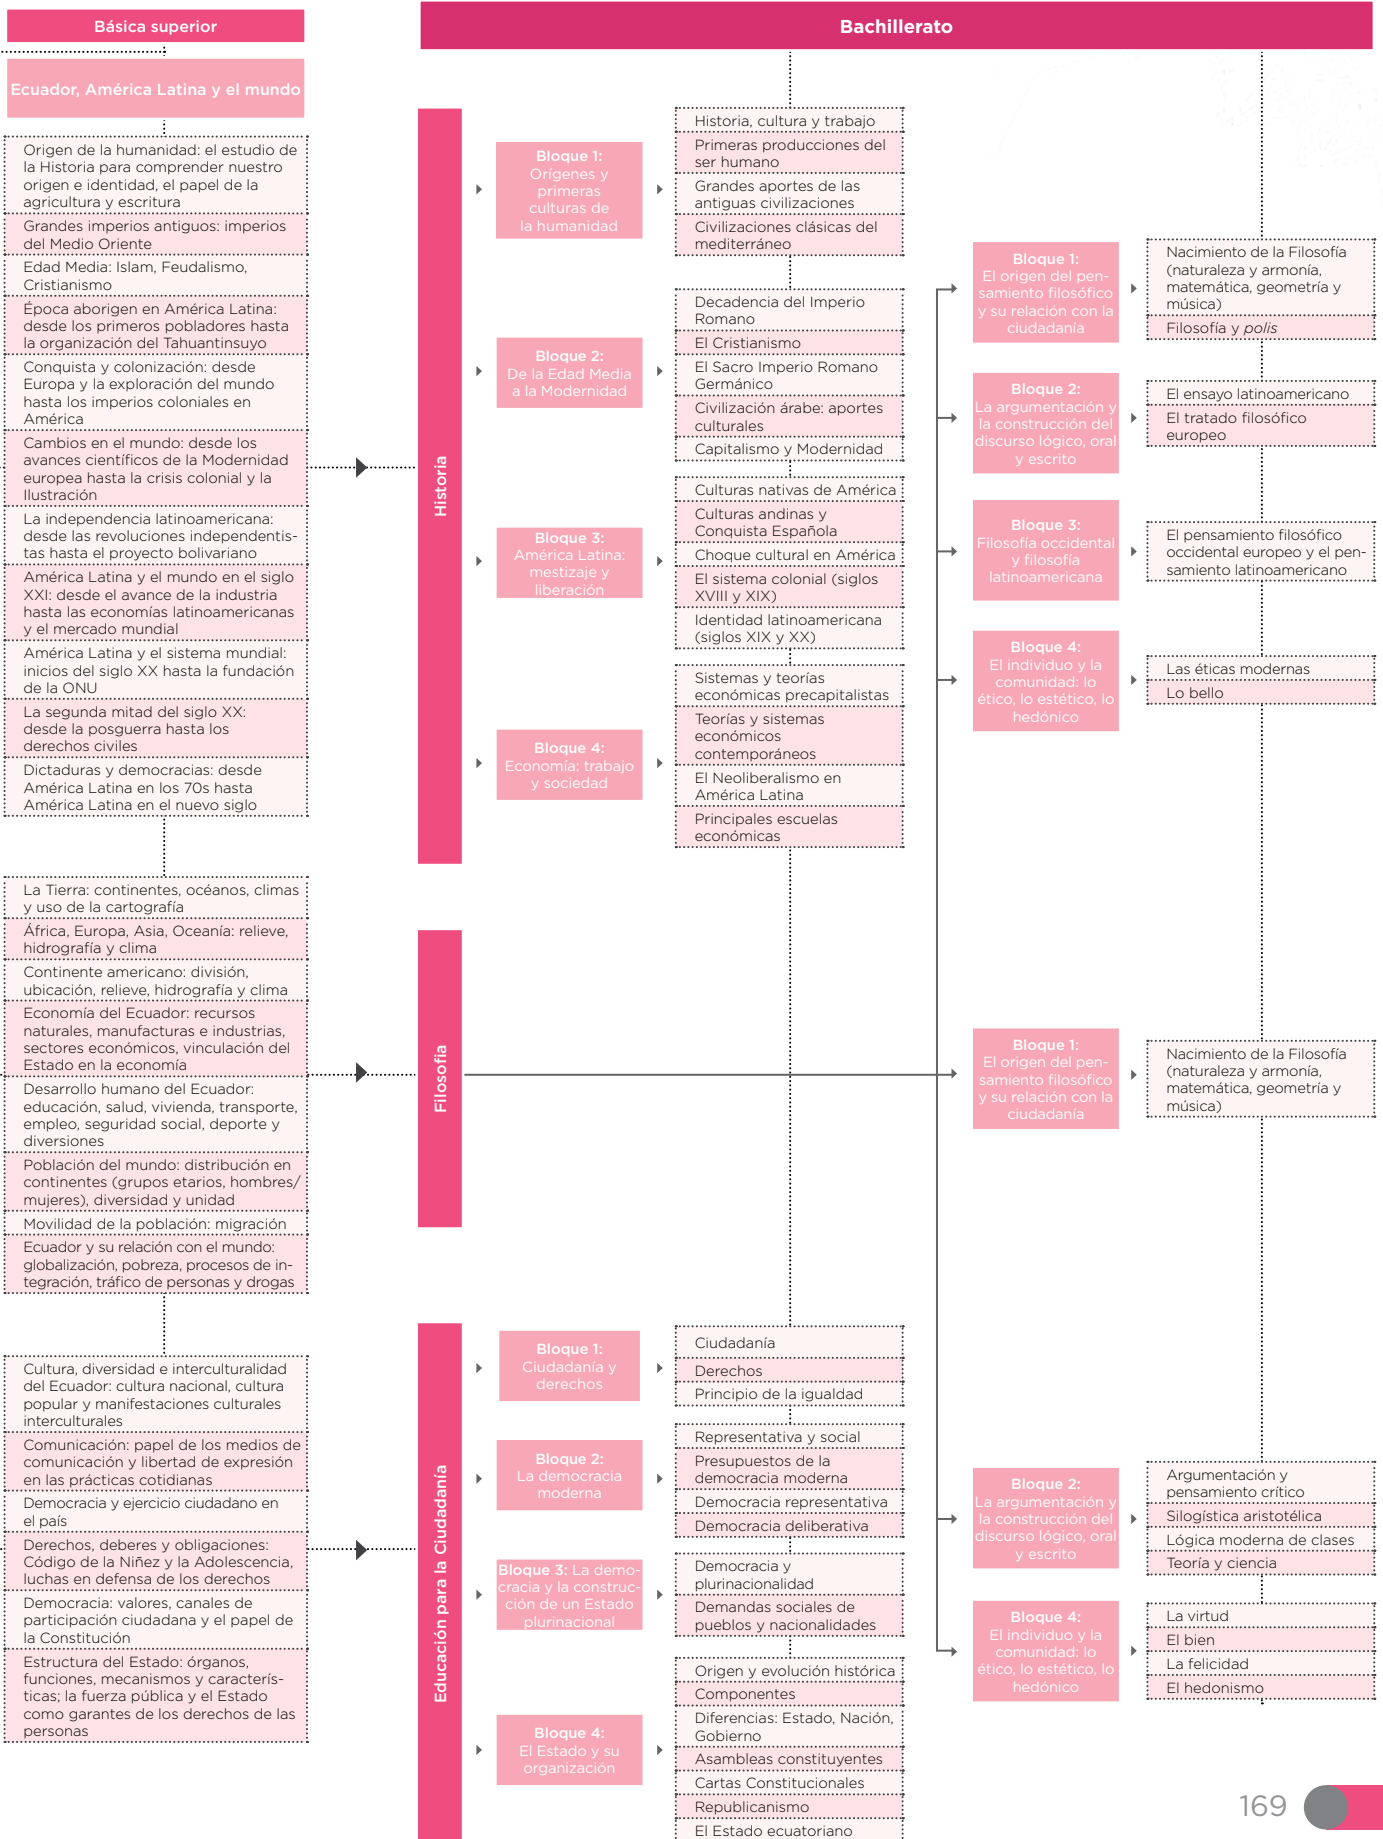 Básica superior
Ecuador, América Latina y el mundo
Origen de la humanidad: el estudio de
la Historia para comprender nuestro
origen e identidad, el papel de la
agricultura y escritura
Grandes imperios antiguos: imperios
del Medio Oriente
Edad Media: Islam, Feudalismo,
Cristianismo
Época aborigen en América Latina:
desde los primeros pobladores hasta
la organización del Tahuantinsuyo
Conquista y colonización: desde
Europa y la exploración del mundo
hasta los imperios coloniales en
América
Cambios en el mundo: desde los
avances científicos de la Modernidad
europea hasta la crisis colonial y la
Ilustración
La independencia latinoamericana:
desde las revoluciones independentis-
tas hasta el proyecto bolivariano
América Latina y el mundo en el siglo
XXI: desde el avance de la industria
hasta las economías latinoamericanas
y el mercado mundial
América Latina y el sistema mundial:
inicios del siglo XX hasta la fundación
de la ONU
La segunda mitad del siglo XX:
desde la posguerra hasta los
derechos civiles
Dictaduras y democracias: desde
América Latina en los 70s hasta
América Latina en el nuevo siglo
La Tierra: continentes, océanos, climas
y uso de la cartografía
África, Europa, Asia, Oceanía: relieve,
hidrografía y clima
Continente americano: división,
ubicación, relieve, hidrografía y clima
Economía del Ecuador: recursos
naturales, manufacturas e industrias,
sectores económicos, vinculación del
Estado en la economía
Desarrollo humano del Ecuador:
educación, salud, vivienda, transporte,
empleo, seguridad social, deporte y
diversiones
Población del mundo: distribución en
continentes (grupos etarios, hombres/
mujeres), diversidad y unidad
Movilidad de la población: migración
Ecuador y su relación con el mundo:
globalización, pobreza, procesos de in-
tegración, tráfico de personas y drogas
Cultura, diversidad e interculturalidad
del Ecuador: cultura nacional, cultura
popular y manifestaciones culturales
interculturales
Comunicación: papel de los medios de
comunicación y libertad de expresión
en las prácticas cotidianas
Democracia y ejercicio ciudadano en
el país
Derechos, deberes y obligaciones:
Código de la Niñez y la Adolescencia,
luchas en defensa de los derechos
Democracia: valores, canales de
participación ciudadana y el papel de
la Constitución
Estructura del Estado: órganos,
funciones, mecanismos y caracterís-
ticas; la fuerza pública y el Estado
como garantes de los derechos de las
personas
Bachillerato
Historia
Bloque 1:
Orígenes y
primeras
culturas de
la humanidad
Historia, cultura y trabajo
Primeras producciones del
ser humano
Grandes aportes de las
antiguas civilizaciones
Civilizaciones clásicas del
mediterráneo
Bloque 2:
De la Edad Media
a la Modernidad
Decadencia del Imperio
Romano
El Cristianismo
El Sacro Imperio Romano
Germánico
Civilización árabe: aportes
culturales
Capitalismo y Modernidad
Bloque 3:
América Latina:
mestizaje y
liberación
Culturas nativas de América
Culturas andinas y
Conquista Española
Choque cultural en América
El sistema colonial (siglos
XVIII y XIX)
Identidad latinoamericana
(siglos XIX y XX)
Bloque 4:
Economía: trabajo
y sociedad
Sistemas y teorías
económicas precapitalistas
Teorías y sistemas
económicos
contemporáneos
El Neoliberalismo en
América Latina
Principales escuelas
económicas
Filosofía
Bloque 1:
El origen del pen-
samiento filosófico
y su relación con la
ciudadanía
Nacimiento de la Filosofía
(naturaleza y armonía,
matemática, geometría y
música)
Filosofía y polis
Bloque 2:
La argumentación y
la construcción del
discurso lógico, oral
y escrito
El ensayo latinoamericano
El tratado filosófico
europeo
Bloque 3:
Filosofía occidental
y filosofía
latinoamericana
El pensamiento filosófico
occidental europeo y el pen-
samiento latinoamericano
Bloque 4:
El individuo y la
comunidad: lo
ético, lo estético, lo
hedónico
Las éticas modernas
Lo bello
Bloque 1:
El origen del pen-
samiento filosófico
y su relación con la
ciudadanía
Nacimiento de la Filosofía
(naturaleza y armonía,
matemática, geometría y
música)
Bloque 2:
La argumentación y
la construcción del
discurso lógico, oral
y escrito
Argumentación y
pensamiento crítico
Silogística aristotélica
Lógica moderna de clases
Teoría y ciencia
Bloque 4:
El individuo y la
comunidad: lo
ético, lo estético, lo
hedónico
La virtud
El bien
La felicidad
El hedonismo
Educación para la Ciudadanía
Bloque 1:
Ciudadanía y
derechos
Ciudadanía
Derechos
Principio de la igualdad
Bloque 2:
La democracia
moderna
Representativa y social
Presupuestos de la
democracia moderna
Democracia representativa
Democracia deliberativa
Bloque 3: La demo-
cracia y la construc-
ción de un Estado
plurinacional
Democracia y
plurinacionalidad
Demandas sociales de
pueblos y nacionalidades
Bloque 4:
El Estado y su
organización
Origen y evolución histórica
Componentes
Diferencias: Estado, Nación,
Gobierno
Asambleas constituyentes
Cartas Constitucionales
Republicanismo
El Estado ecuatoriano
169